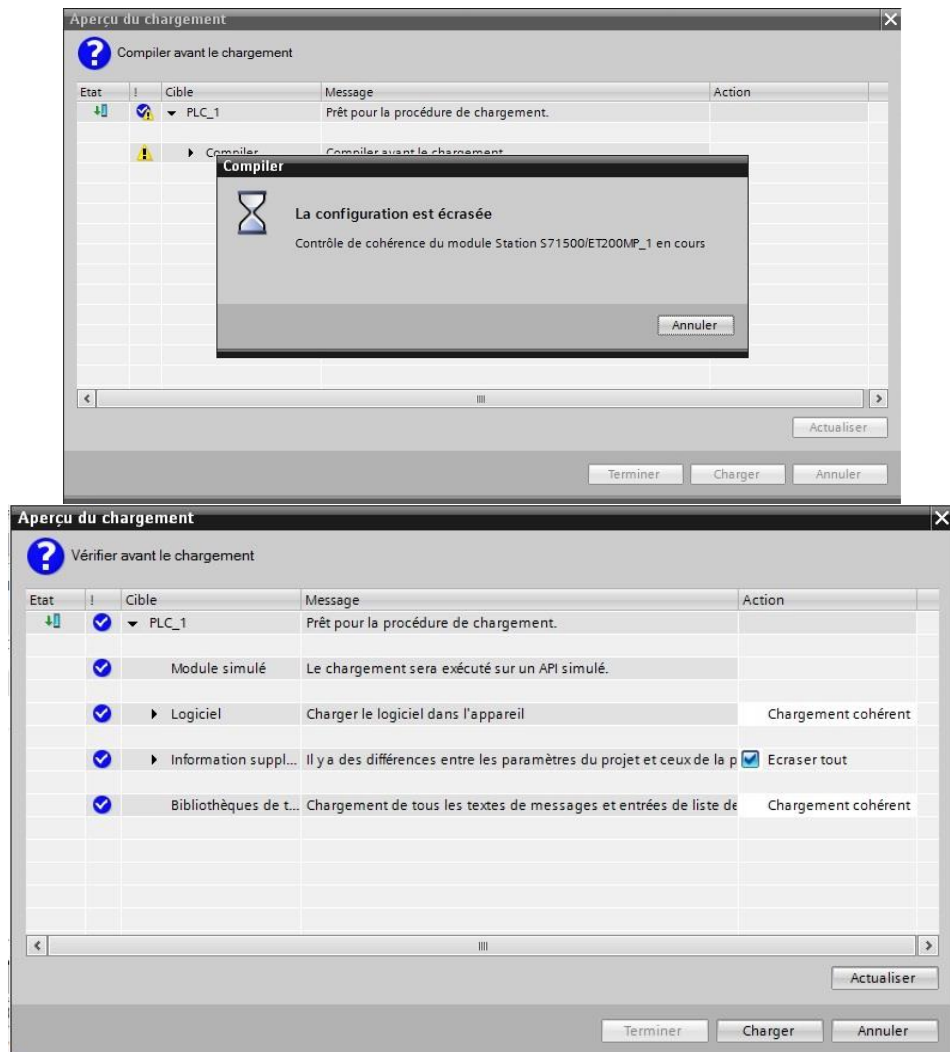 Aperçu du chargement
Compiler avant le chargement
Etat ! Cible Message Action
PLC_1 Prêt pour la procédure de chargement.
Compiler Compiler avant le chargement
Compiler
La configuration est écrasée
Contrôle de cohérence du module Station S71500/ET200MP_1 en cours
Annuler
Actualiser
Terminer Charger Annuler
Aperçu du chargement
Vérifier avant le chargement
Etat ! Cible Message Action
PLC_1 Prêt pour la procédure de chargement.
Module simulé Le chargement sera exécuté sur un API simulé.
Logiciel Charger le logiciel dans l'appareil Chargement cohérent
Information suppl... Il y a des différences entre les paramètres du projet et ceux de la p Ecraser tout
Bibliothèques de t... Chargement de tous les textes de messages et entrées de liste de Chargement cohérent
Actualiser
Terminer Charger Annuler